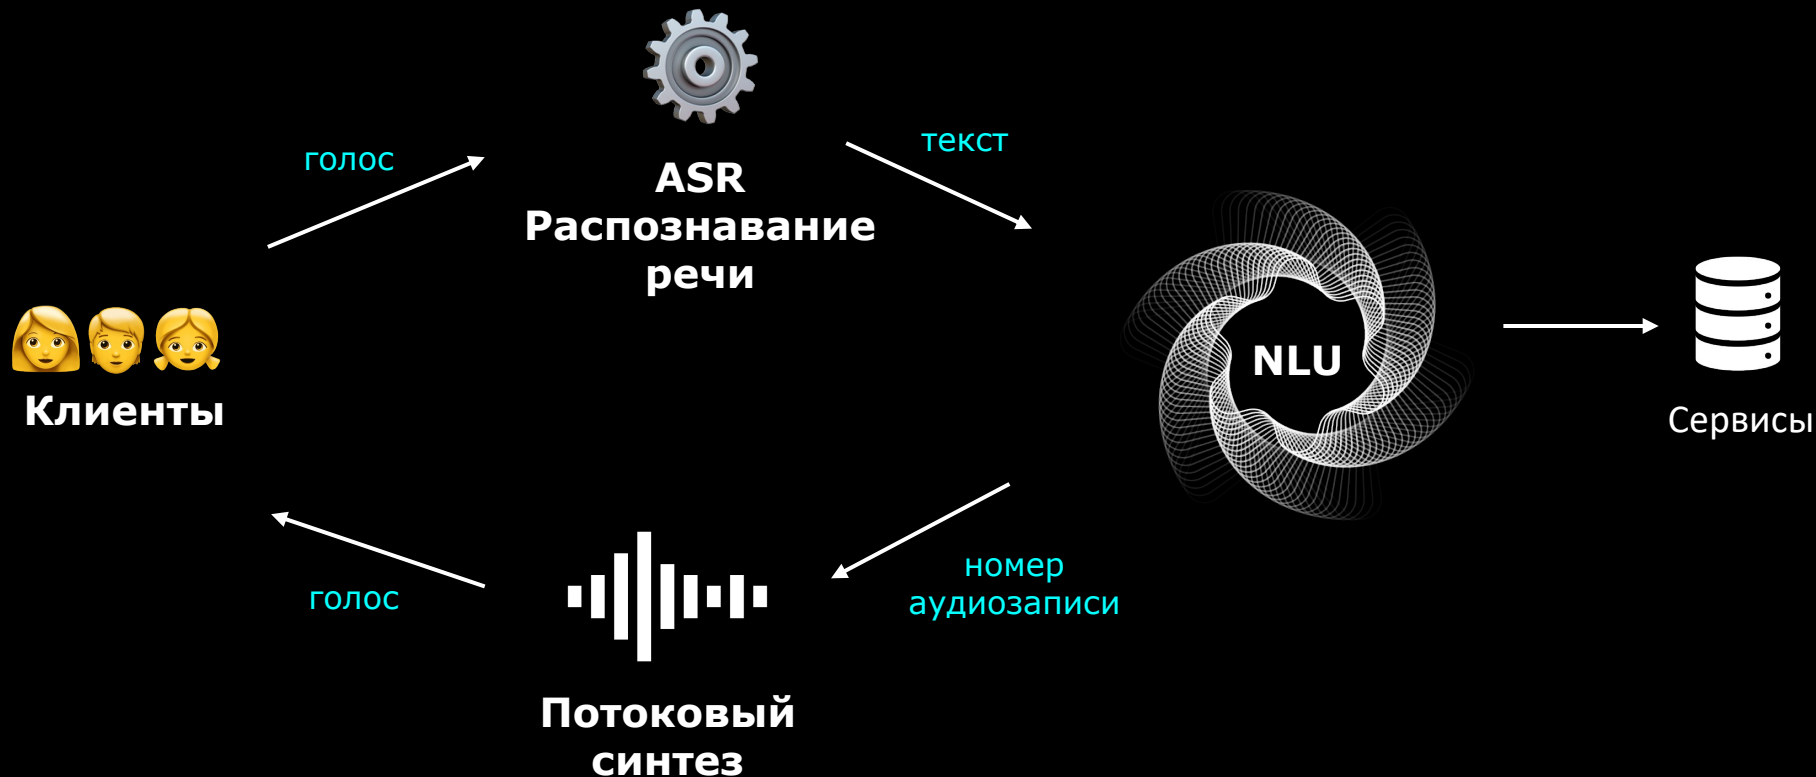 голос
ASR
Распознавание
речи
текст
Клиенты
NLU
Сервисы
номер
аудиозаписи
голос
Потоковый
синтез